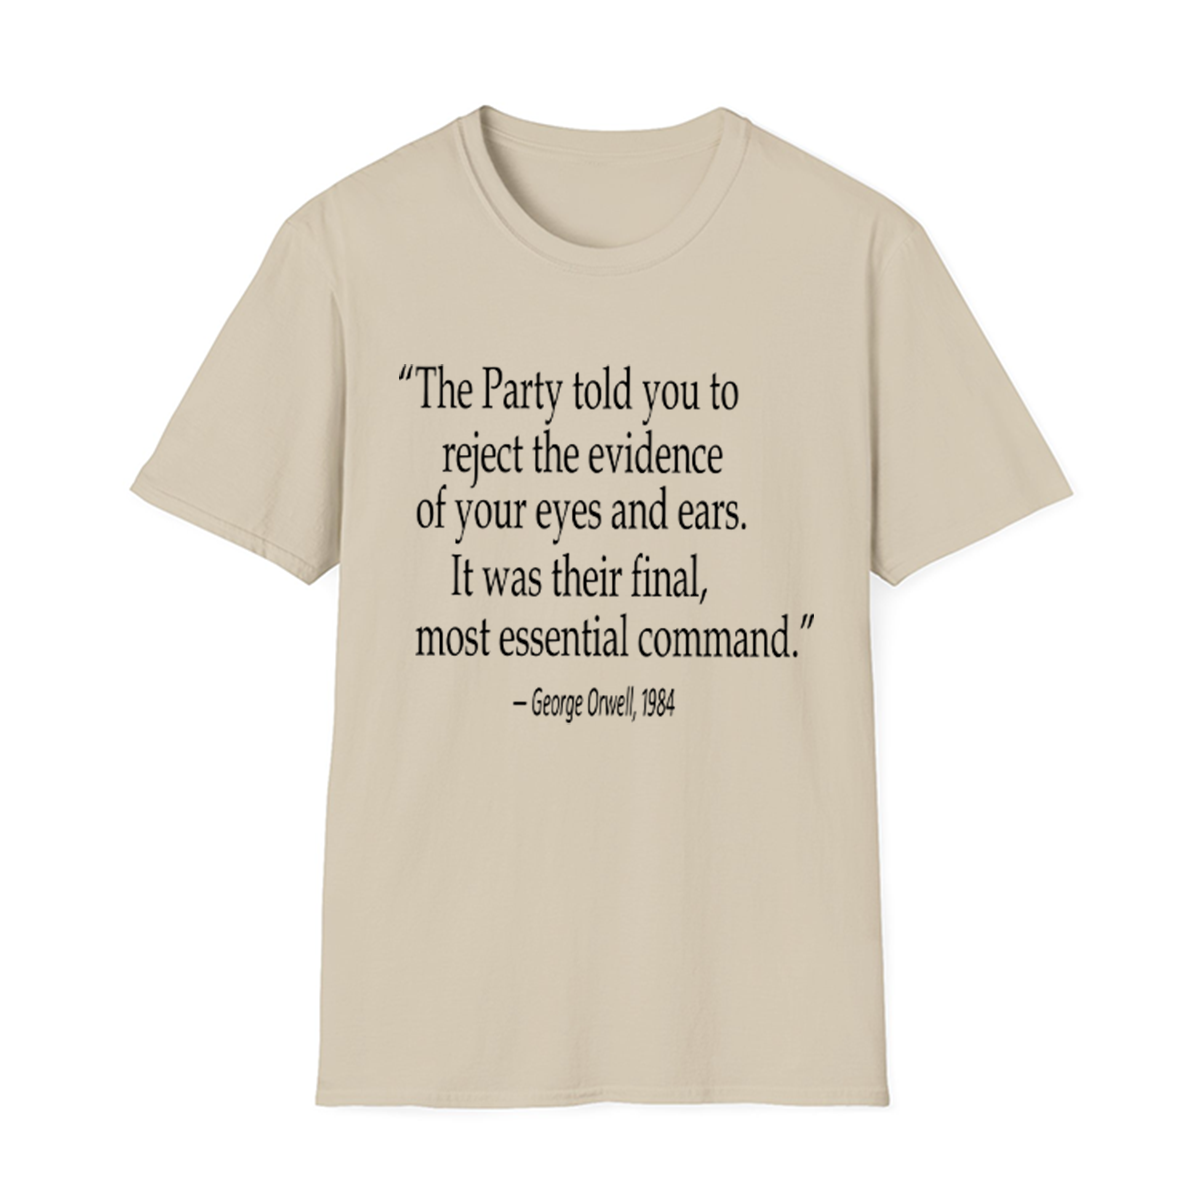 “The Party told you to
reject the evidence
of your eyes and ears.
It was their final,
most essential command.”
– George Orwell, 1984